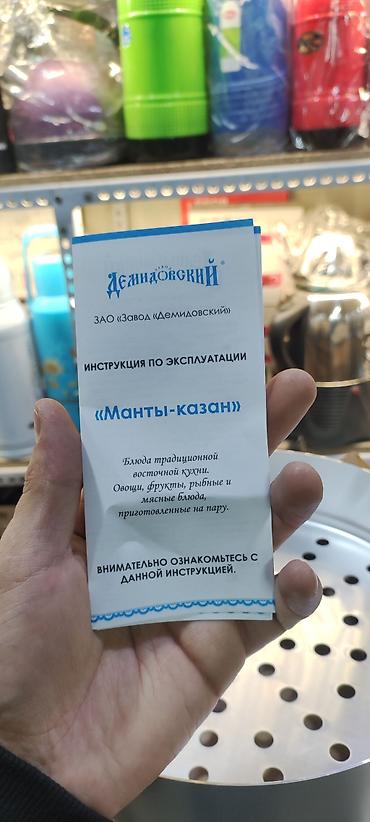 ЗАВОД
ДЕМИДОВСКИЙ®
ЗАО «Завод «Демидовский»
ИНСТРУКЦИЯ ПО ЭКСПЛУАТАЦИИ
«Манты-казан»
Блюда традиционной
восточной кухни.
Овощи, фрукты, рыбные и
мясные блюда,
приготовленные на пару.
ВНИМАТЕЛЬНО ОЗНАКОМЬТЕСЬ С
ДАННОЙ ИНСТРУКЦИЕЙ.